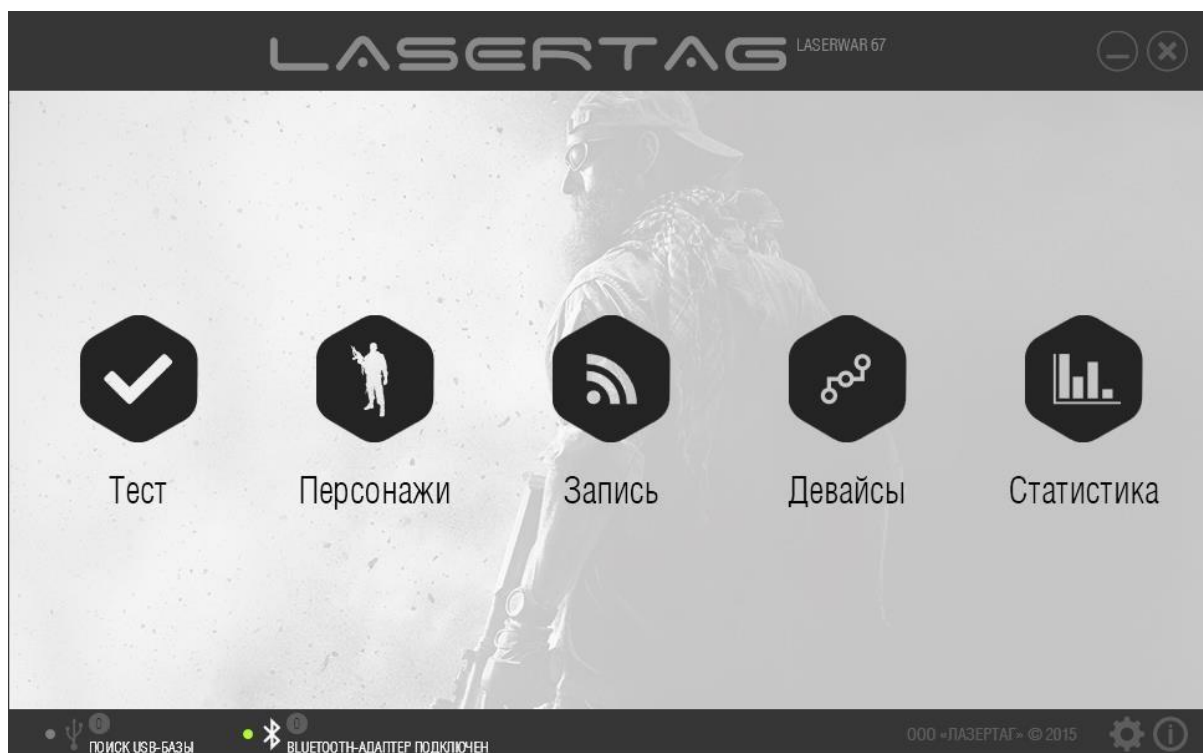 LASERTAG LASERWAR 67
Тест Персонажи Запись Девайсы Статистика
0 0
ПОИСК USB-БАЗЫ BLUETOOTH-АДАПТЕР ПОДКЛЮЧЕН ООО «ЛАЗЕРТАГ» © 2015